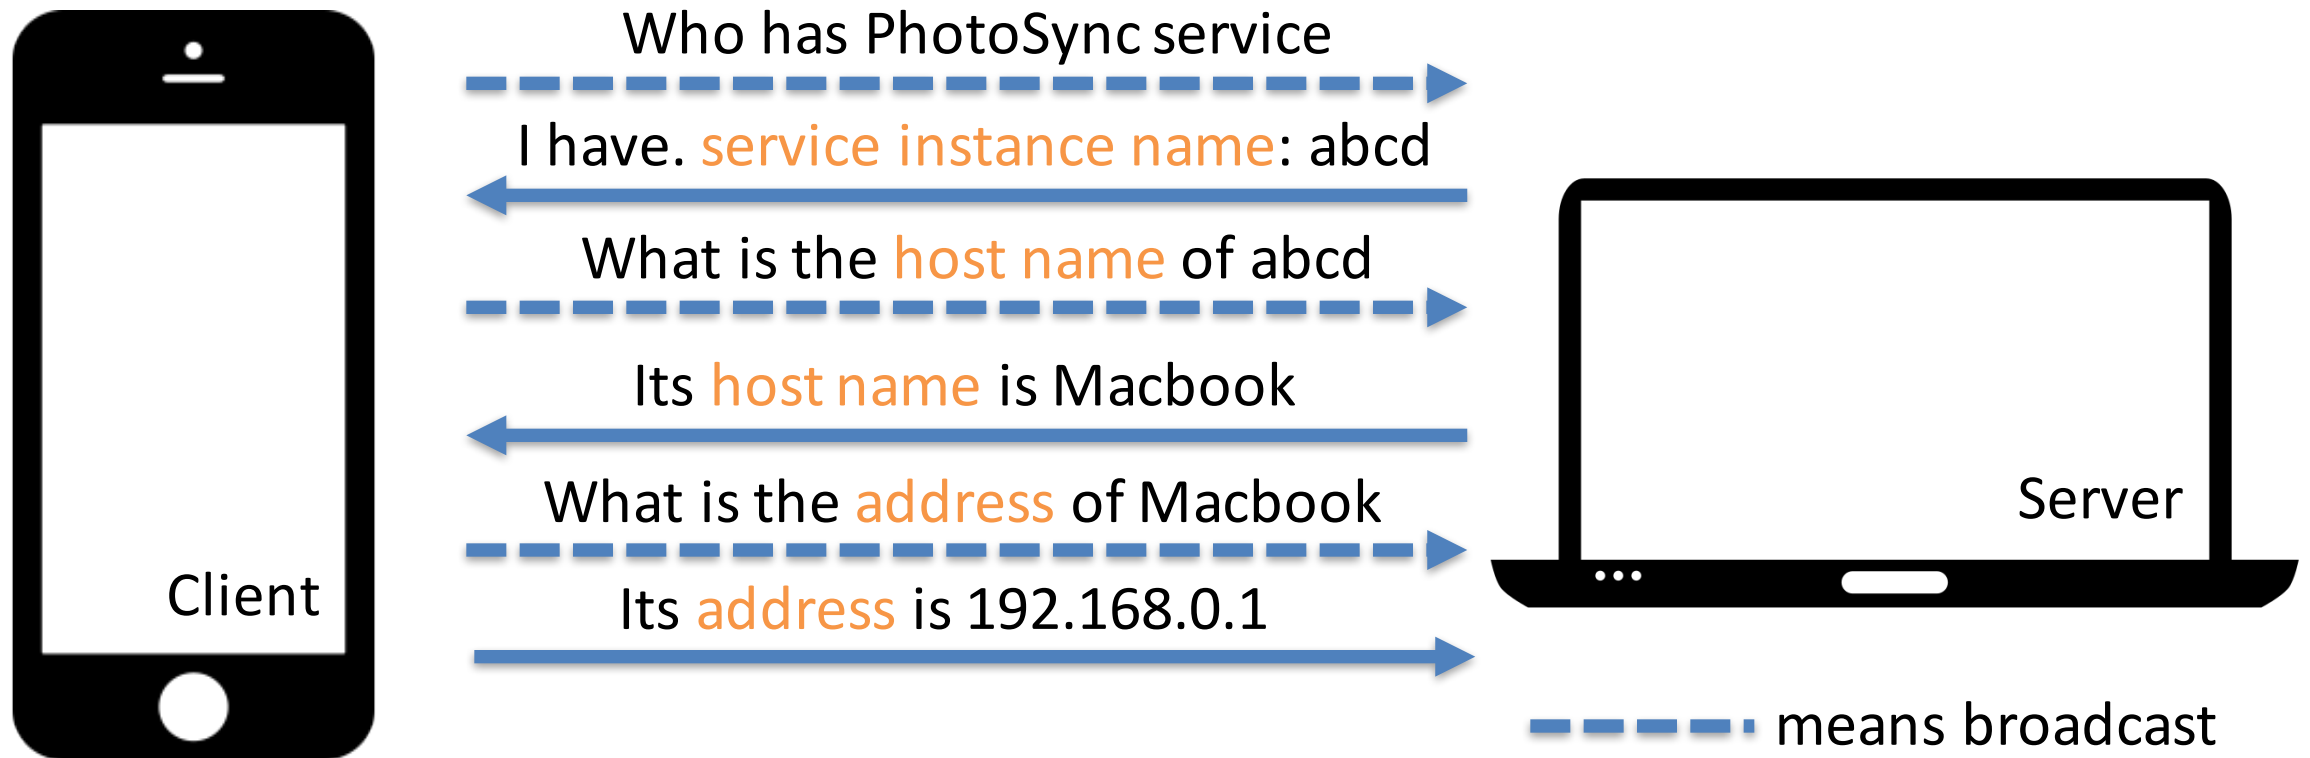 Who has PhotoSync service
I have. service instance name: abcd
What is the host name of abcd
Its host name is Macbook
What is the address of Macbook
Its address is 192.168.0.1
Client
Server
means broadcast